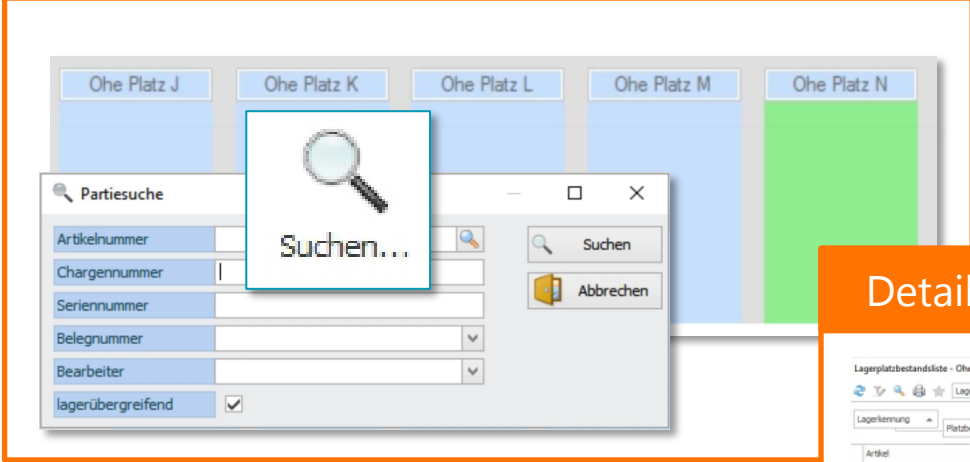 Ohe Platz J
Ohe Platz K
Ohe Platz L
Ohe Platz M
Ohe Platz N
Suchen...
Partiesuche
Artikelnummer
Chargennummer
Seriennummer
Belegnummer
Bearbeiter
lagerübergreifend
Suchen
Abbrechen
Detail
Lagerplatzbestandsliste - Ohe
Lagerkennung
Artikel